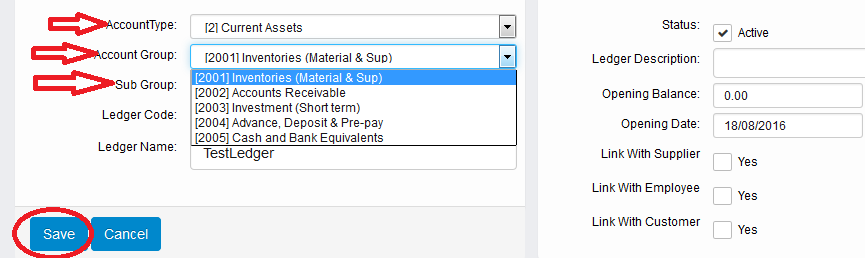 AccountType:
[2] Current Assets
Account Group:
[2001] Inventories (Material & Sup)
[2001] Inventories (Material & Sup)
[2002] Accounts Receivable
[2003] Investment (Short term)
[2004] Advance, Deposit & Pre-pay
[2005] Cash and Bank Equivalents
Sub Group:
Ledger Code:
Ledger Name:
TestLedger
Save Cancel
Status:
Active
Ledger Description:
Opening Balance:
0.00
Opening Date:
18/08/2016
Link With Supplier
Yes
Link With Employee
Yes
Link With Customer
Yes